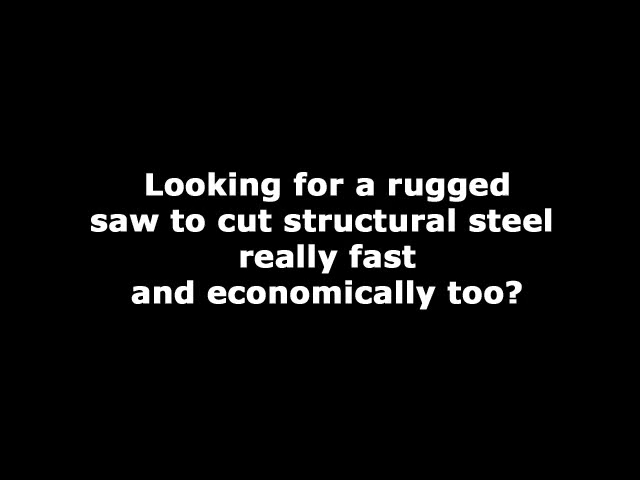 Looking for a rugged
saw to cut structural steel
really fast
and economically too?